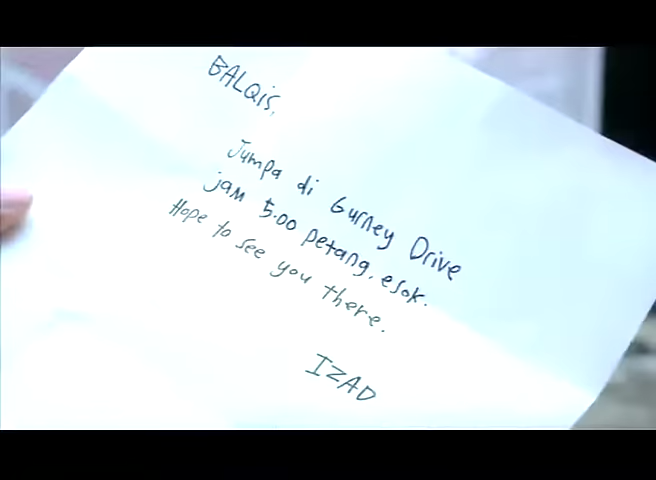 BALQIS,
Jumpa di Gurney Drive
jam 5.00 petang, esok.
Hope to see you there.
IZAD